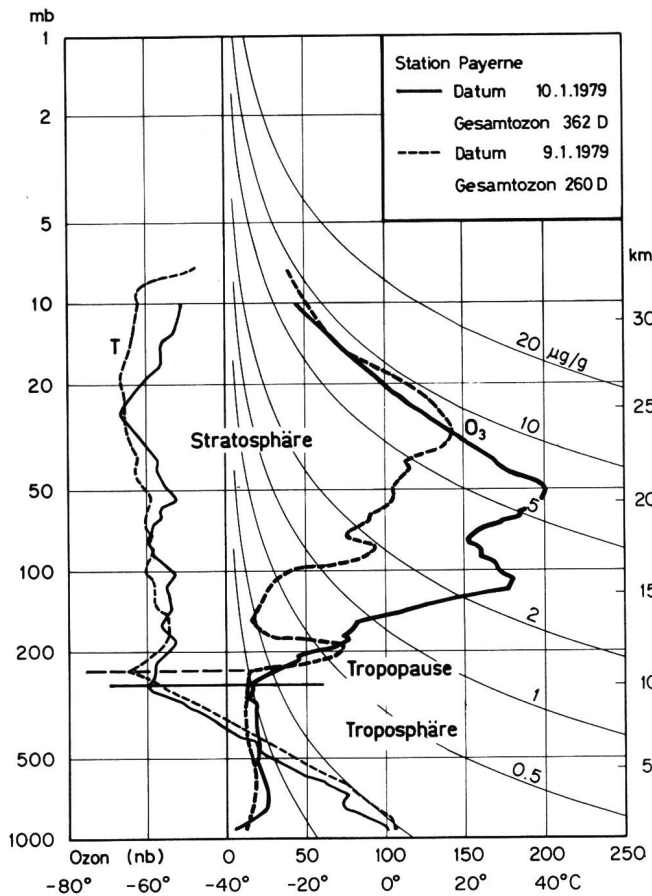 mb
1
2
5
10
20
50
100
200
500
1000
Station Payerne
Datum 10.1.1979
Gesamtozon 362 D
Datum 9.1.1979
Gesamtozon 260 D
km
30
25
20
15
10
5
20 µg/g
10
5
2
1
0.5
T
O3
Stratosphäre
Tropopause
Troposphäre
Ozon (nb) 0 50 100 150 200 250
-80° -60° -40° -20° 0° 20° 40°C